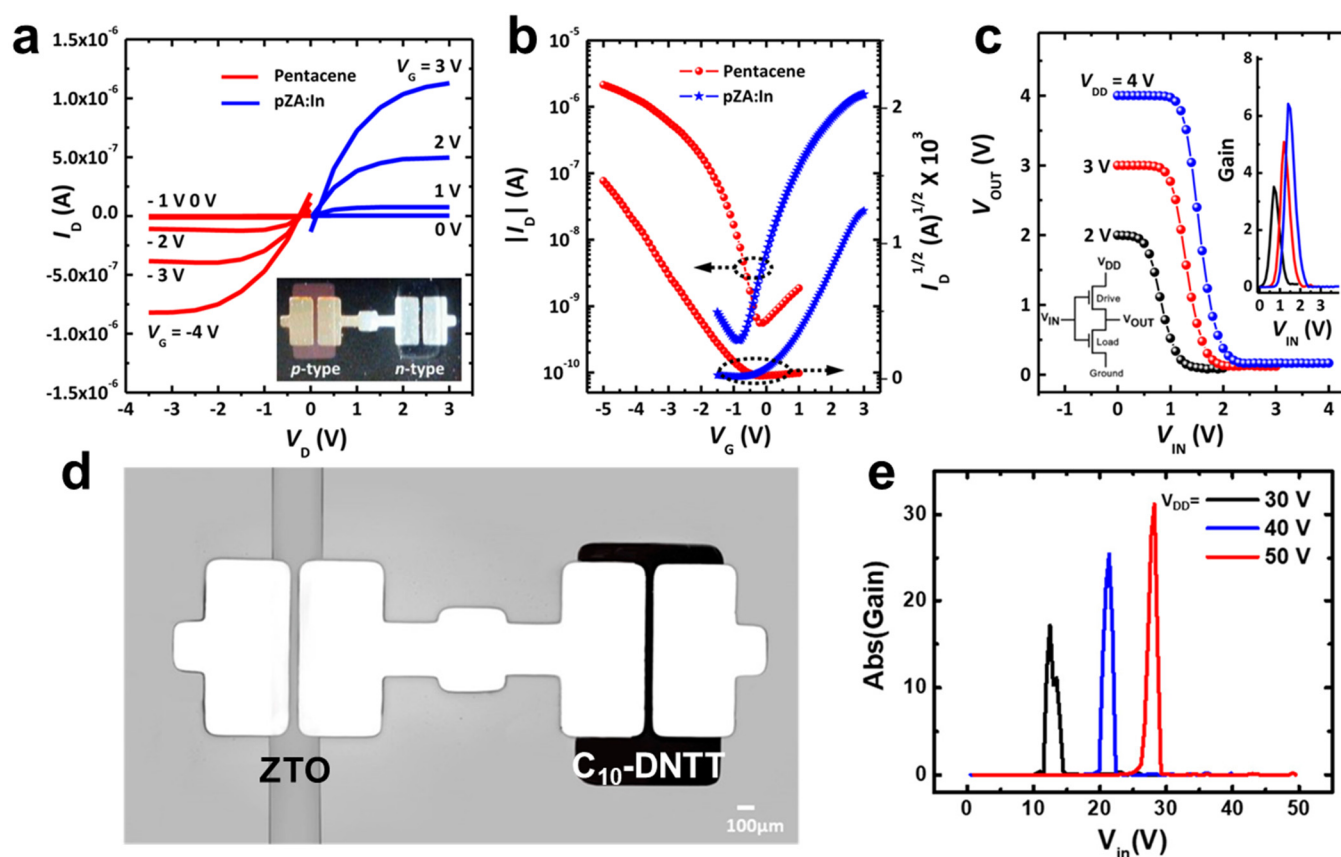 a
1.5x10⁻⁶
1.0x10⁻⁶
5.0x10⁻⁷
0.0
-5.0x10⁻⁷
-1.0x10⁻⁶
-1.5x10⁻⁶
I_D (A)
Pentacene
pZA:In
V_G = 3 V
2 V
1 V
0 V
- 1 V 0 V
- 2 V
- 3 V
V_G = -4 V
p-type
n-type
-4 -3 -2 -1 0 1 2 3 4
V_D (V)
b
10⁻⁵
10⁻⁶
10⁻⁷
10⁻⁸
10⁻⁹
10⁻¹⁰
|I_D| (A)
Pentacene
pZA:In
2
1
0
I_D^1/2 (A)^1/2 X 10³
-5 -4 -3 -2 -1 0 1 2 3
V_G (V)
c
4
2
0
V_OUT (V)
V_DD = 4 V
3 V
2 V
V_DD
Drive
V_IN
V_OUT
Load
Ground
8
6
4
2
0
Gain
0 1 2 3
V_IN (V)
-1 0 1 2 3 4
V_IN (V)
d
ZTO
C₁₀-DNTT
100µm
e
30
20
10
0
Abs(Gain)
V_DD= 30 V
40 V
50 V
0 10 20 30 40 50
V_in(V)